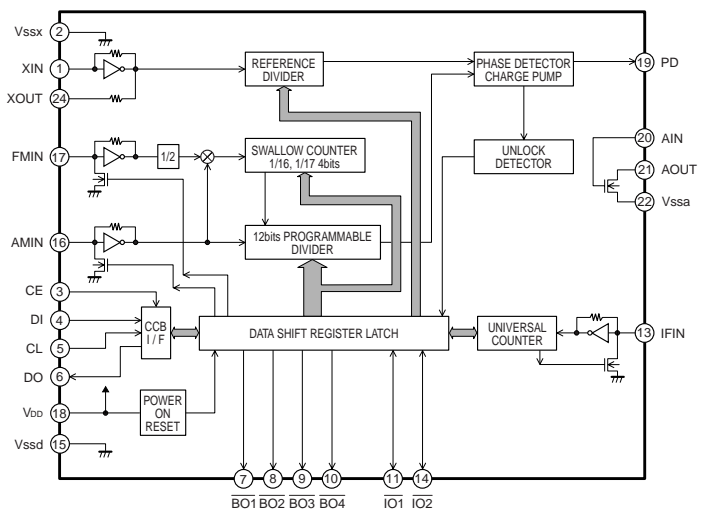 Vssx 2
XIN 1
XOUT 24
FMIN 17
AMIN 16
CE 3
DI 4
CL 5
DO 6
VDD 18
Vssd 15
REFERENCE
DIVIDER
PHASE DETECTOR
CHARGE PUMP
19 PD
1/2
SWALLOW COUNTER
1/16, 1/17 4bits
UNLOCK
DETECTOR
20 AIN
21 AOUT
22 Vssa
12bits PROGRAMMABLE
DIVIDER
CCB
I / F
DATA SHIFT REGISTER LATCH
UNIVERSAL
COUNTER
13 IFIN
POWER
ON
RESET
7 8 9 10 11 14
BO1 BO2 BO3 BO4 IO1 IO2